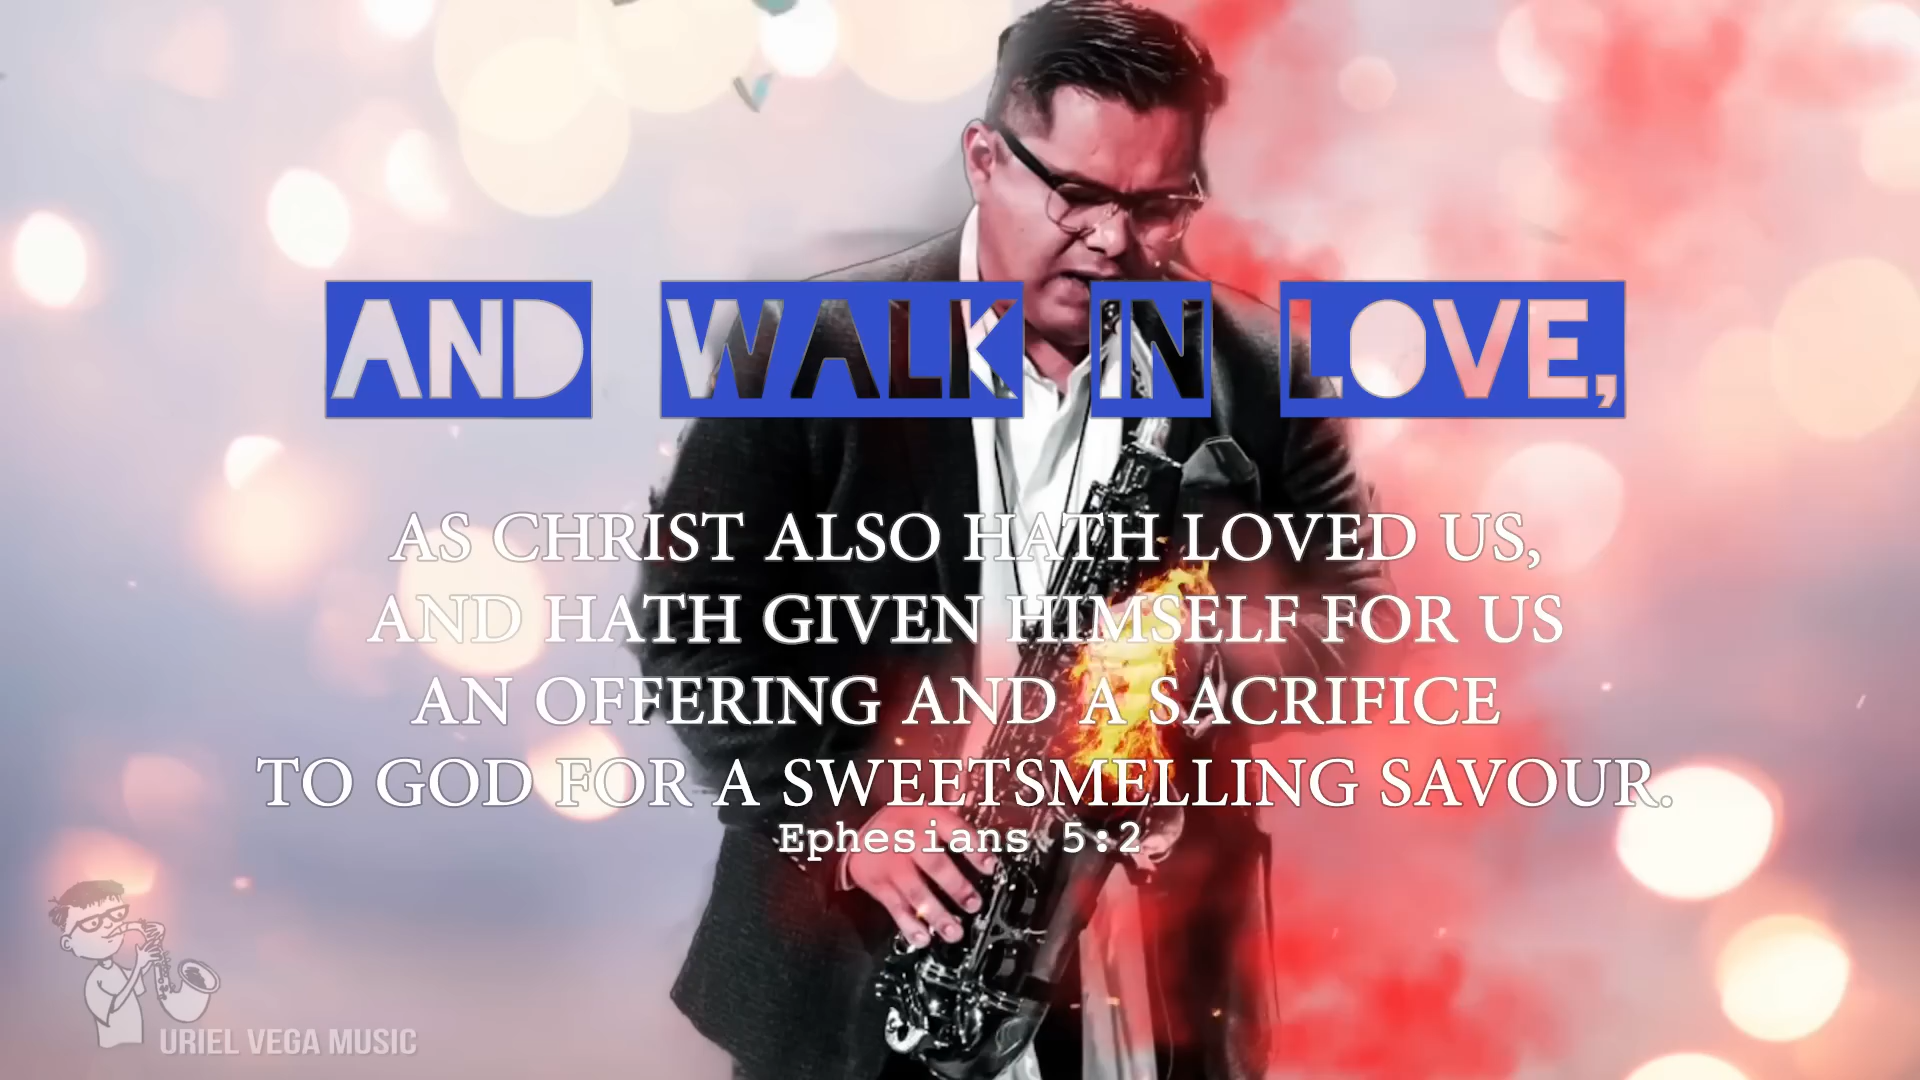 AND WALK IN LOVE,
AS CHRIST ALSO HATH LOVED US,
AND HATH GIVEN HIMSELF FOR US
AN OFFERING AND A SACRIFICE
TO GOD FOR A SWEETSMELLING SAVOUR.
Ephesians 5:2
URIEL VEGA MUSIC